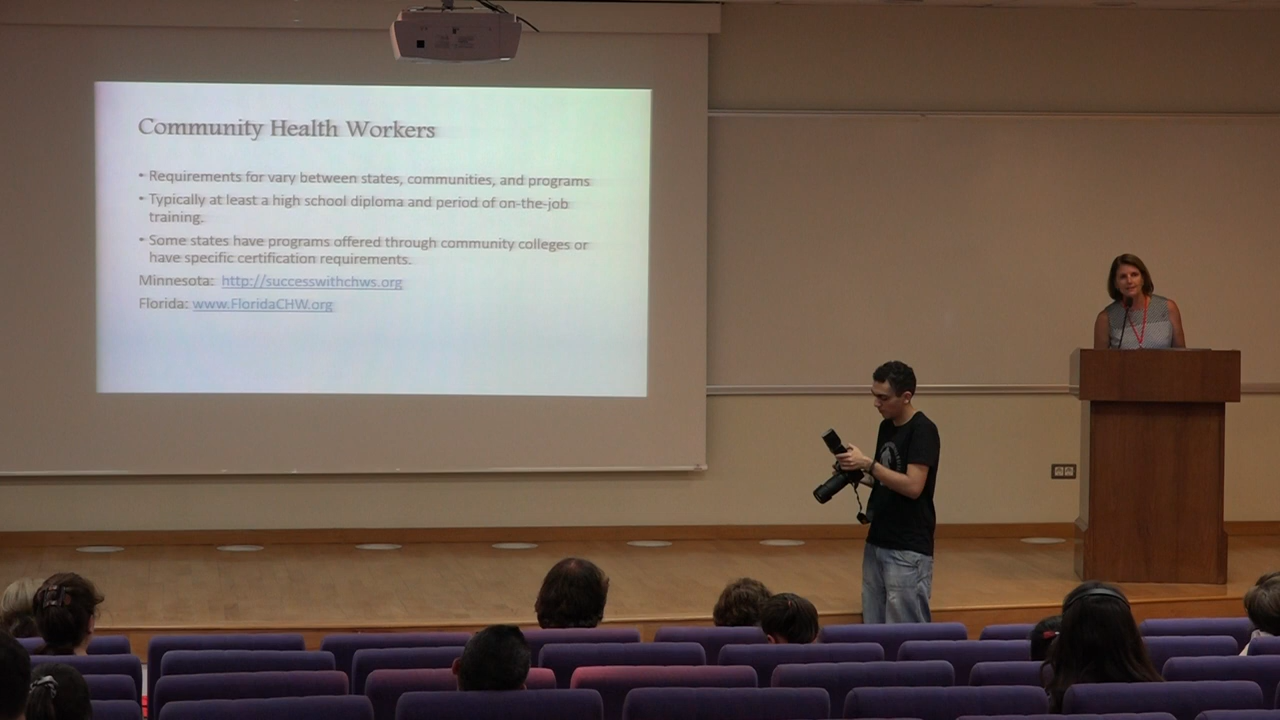 Community Health Workers
• Requirements for vary between states, communities, and programs
• Typically at least a high school diploma and period of on-the-job
training.
• Some states have programs offered through community colleges or
have specific certification requirements.
Minnesota: http://successwithchws.org
Florida: www.FloridaCHW.org